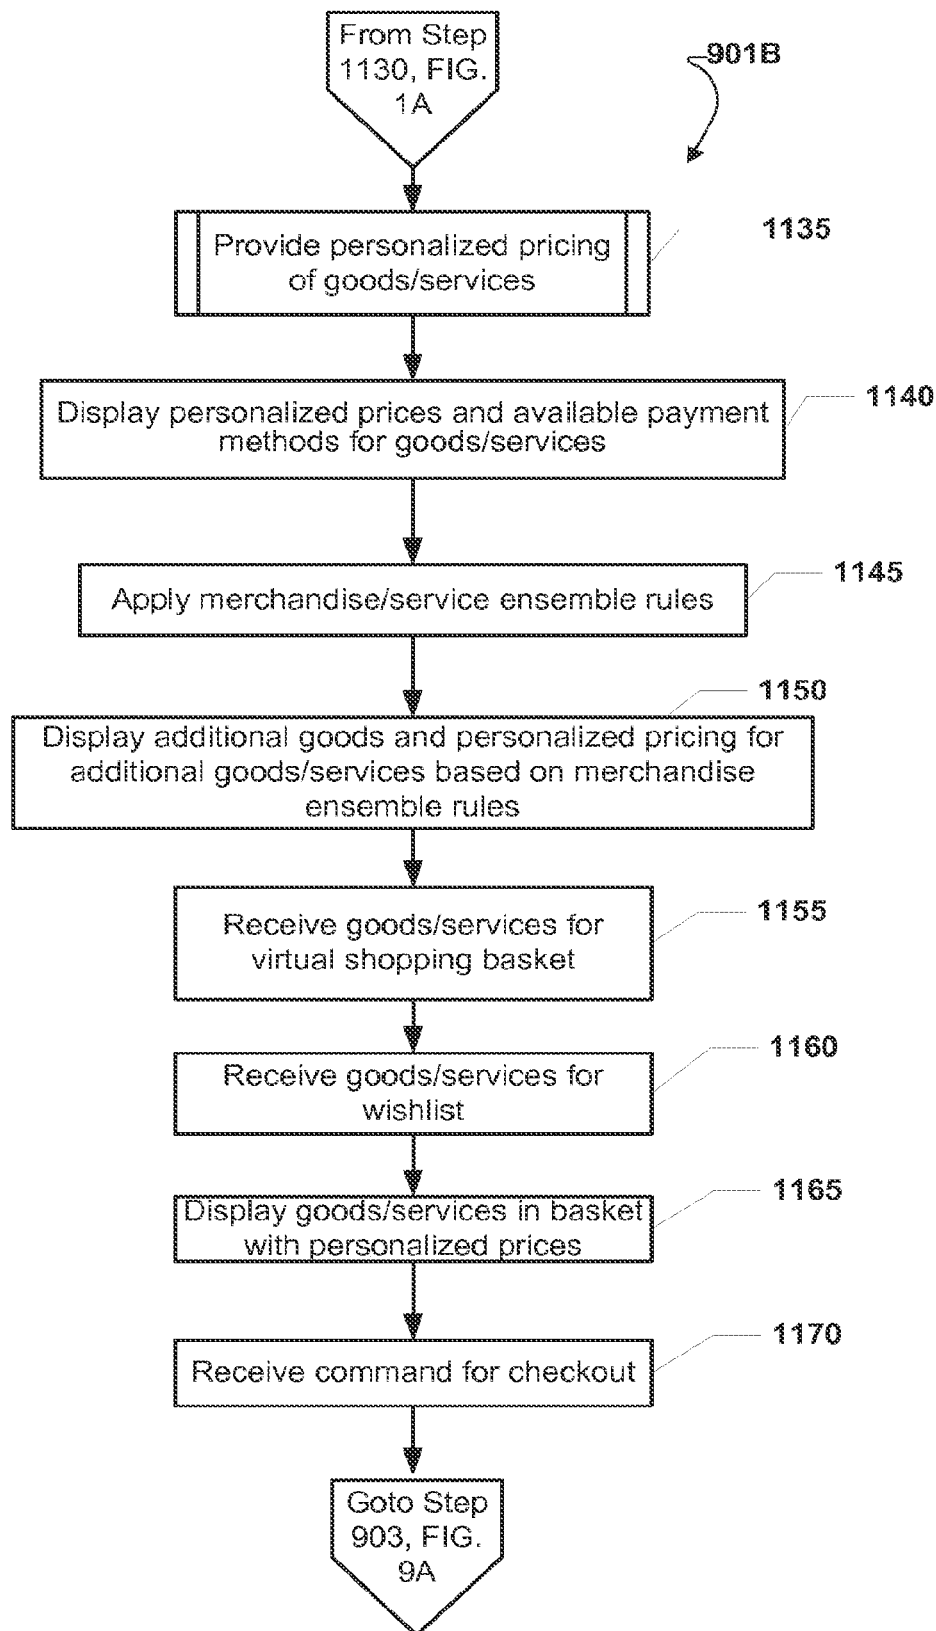 From Step
1130, FIG.
1A
901B
Provide personalized pricing
of goods/services
1135
Display personalized prices and available payment
methods for goods/services
1140
Apply merchandise/service ensemble rules
1145
Display additional goods and personalized pricing for
additional goods/services based on merchandise
ensemble rules
1150
Receive goods/services for
virtual shopping basket
1155
Receive goods/services for
wishlist
1160
Display goods/services in basket
with personalized prices
1165
Receive command for checkout
1170
Goto Step
903, FIG.
9A